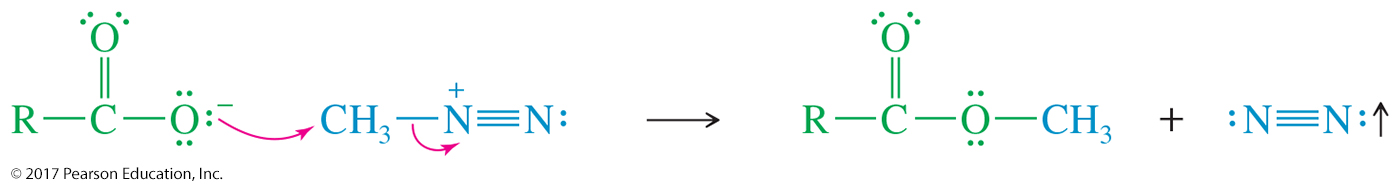 O O
R—C—O:⁻ CH₃—N⁺≡N: → R—C—O—CH₃ + :N≡N:↑
© 2017 Pearson Education, Inc.